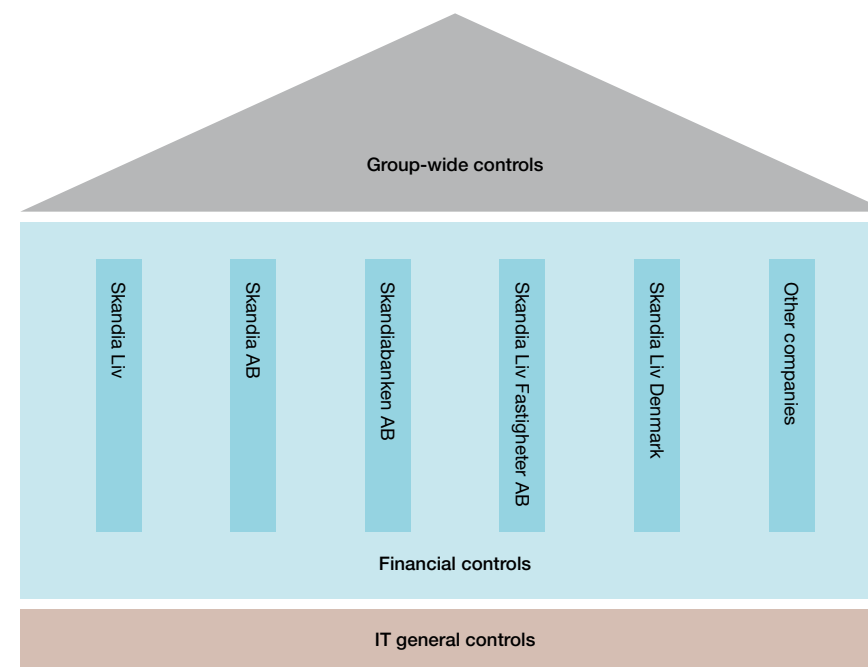 Group-wide controls
Skandia Liv
Skandia AB
Skandiabanken AB
Skandia Liv Fastigheter AB
Skandia Liv Denmark
Other companies
Financial controls
IT general controls